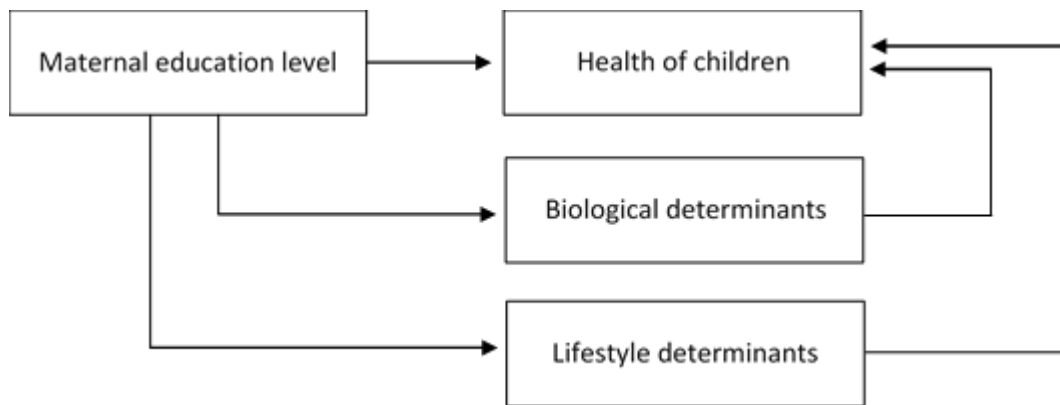 Maternal education level
Health of children
Biological determinants
Lifestyle determinants